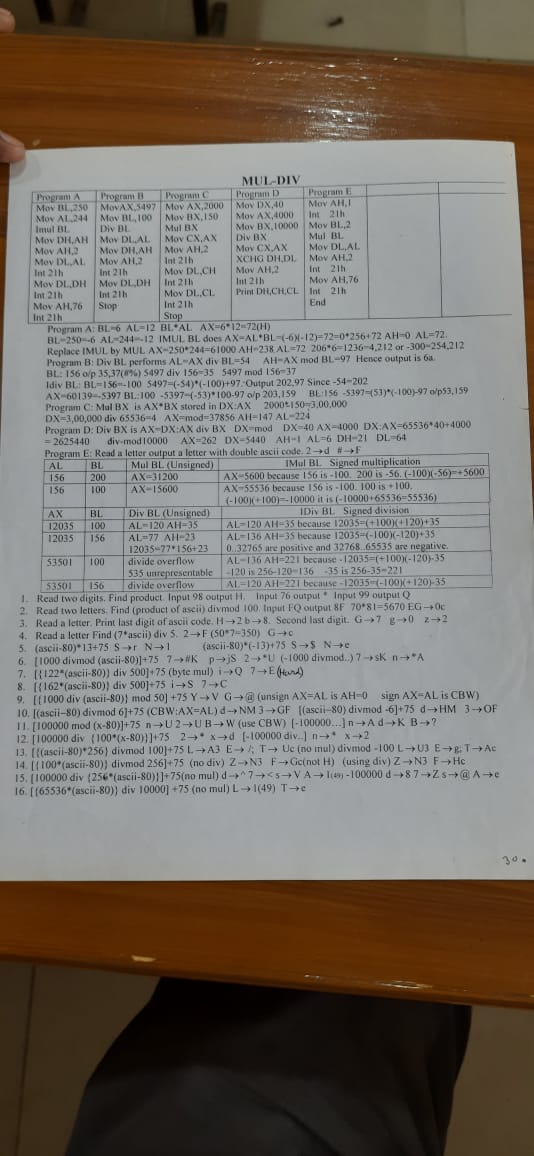 MUL-DIV
Program A Program B Program C Program D Program E
Mov BL,250 MovAX,5497 Mov AX,2000 Mov DX,40 Mov AH,1
Mov AL,244 Mov BL,100 Mov BX,150 Mov AX,4000 Int 21h
Imul BL Div BL Mul BX Mov BX,10000 Mov BL,2
Mov DH,AH Mov DL,AL Mov CX,AX Div BX Mul BL
Mov AH,2 Mov DH,AH Mov AH,2 Mov CX,AX Mov DL,AL
Mov DL,AL Mov AH,2 Int 21h XCHG DH,DL Mov AH,2
Int 21h Int 21h Mov DL,CH Mov AH,2 Int 21h
Mov DL,DH Mov DL,DH Int 21h Int 21h Mov AH,76
Int 21h Int 21h Mov DL,CL Print DH,CH,CL Int 21h
Mov AH,76 Stop Int 21h End
Int 21h Stop
Program A: BL=6 AL=12 BL*AL AX=6*12=72(H)
BL=250=-6 AL=244=-12 IMUL BL does AX=AL*BL=(-6)(-12)=72=0*256+72 AH=0 AL=72.
Replace IMUL by MUL AX=250*244=61000 AH=238 AL=72 206*6=1236=4,212 or -300=254,212
Program B: Div BL performs AL=AX div BL=54 AH=AX mod BL=97 Hence output is 6a.
BL: 156 o/p 35,37(#%) 5497 div 156=35 5497 mod 156=37
Idiv BL: BL=156=-100 5497=(-54)*(-100)+97. Output 202,97 Since -54=202
AX=60139=-5397 BL:100 -5397=(-53)*100-97 o/p 203,159 BL:156 -5397=(53)*(-100)-97 o/p53,159
Program C: Mul BX is AX*BX stored in DX:AX 2000*150=3,00,000
DX=3,00,000 div 65536=4 AX=mod=37856 AH=147 AL=224
Program D: Div BX is AX=DX:AX div BX DX=mod DX=40 AX=4000 DX:AX=65536*40+4000
= 2625440 div-mod10000 AX=262 DX=5440 AH=1 AL=6 DH=21 DL=64
Program E: Read a letter output a letter with double ascii code. 2→d #→F
AL BL Mul BL (Unsigned) IMul BL Signed multiplication
156 200 AX=31200 AX=5600 because 156 is -100. 200 is -56. (-100)(-56)=+5600
156 100 AX=15600 AX=55536 because 156 is -100. 100 is +100.
(-100)(+100)=-10000 it is (-10000+65536=55536)
AX BL Div BL (Unsigned) IDiv BL Signed division
12035 100 AL=120 AH=35 AL=120 AH=35 because 12035=(+100)(+120)+35
12035 156 AL=77 AH=23 AL=136 AH=35 because 12035=(-100)(-120)+35
12035=77*156+23 0..32765 are positive and 32768..65535 are negative.
53501 100 divide overflow AL=136 AH=221 because -12035=(+100)(-120)-35
535 unrepresentable -120 is 256-120=136 -35 is 256-35=221
53501 156 divide overflow AL=120 AH=221 because -12035=(-100)(+120)-35
1. Read two digits. Find product. Input 98 output H. Input 76 output * Input 99 output Q
2. Read two letters. Find (product of ascii) divmod 100. Input FQ output 8F 70*81=5670 EG→0c
3. Read a letter. Print last digit of ascii code. H→2 b→8. Second last digit. G→7 g→0 z→2
4. Read a letter Find (7*ascii) div 5. 2→F (50*7=350) G→c
5. (ascii-80)*13+75 S→r N→1 (ascii-80)*(-13)+75 S→$ N→e
6. [1000 divmod (ascii-80)]+75 7→#K p→jS 2→*U (-1000 divmod..) 7→sK n→*A
7. [{122*(ascii-80)} div 500]+75 (byte mul) i→Q 7→E (Hard)
8. [{162*(ascii-80)} div 500]+75 i→S 7→C
9. [{1000 div (ascii-80)} mod 50] +75 Y→V G→@ (unsign AX=AL is AH=0 sign AX=AL is CBW)
10. [(ascii-80) divmod 6]+75 (CBW:AX=AL) d→NM 3→GF [(ascii-80) divmod -6]+75 d→HM 3→OF
11. [100000 mod (x-80)]+75 n→U 2→U B→W (use CBW) [-100000...] n→A d→K B→?
12. [100000 div {100*(x-80)}]+75 2→* x→d [-100000 div..] n→* x→2
13. [{(ascii-80)*256} divmod 100]+75 L→A3 E→/; T→ Uc (no mul) divmod -100 L→U3 E→g; T→Ac
14. [{100*(ascii-80)} divmod 256]+75 (no div) Z→N3 F→Gc(not H) (using div) Z→N3 F→Hc
15. [100000 div {256*(ascii-80)}]+75(no mul) d→^ 7→< s→V A→1(49) -100000 d→8 7→Z s→@ A→e
16. [{65536*(ascii-80)} div 10000] +75 (no mul) L→1(49) T→e
30.